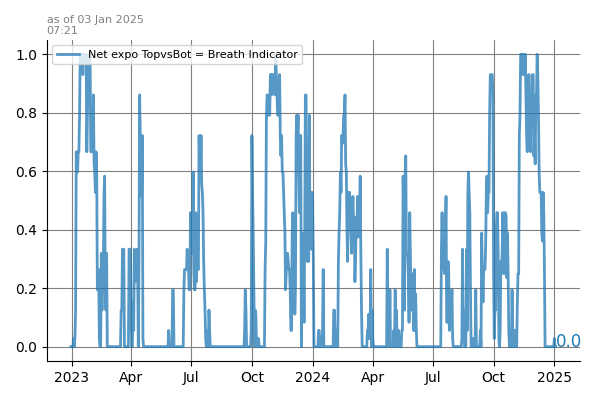 as of 03 Jan 2025
07:21
Net expo TopvsBot = Breath Indicator
1.0
0.8
0.6
0.4
0.2
0.0
0.0
2023 Apr Jul Oct 2024 Apr Jul Oct 2025